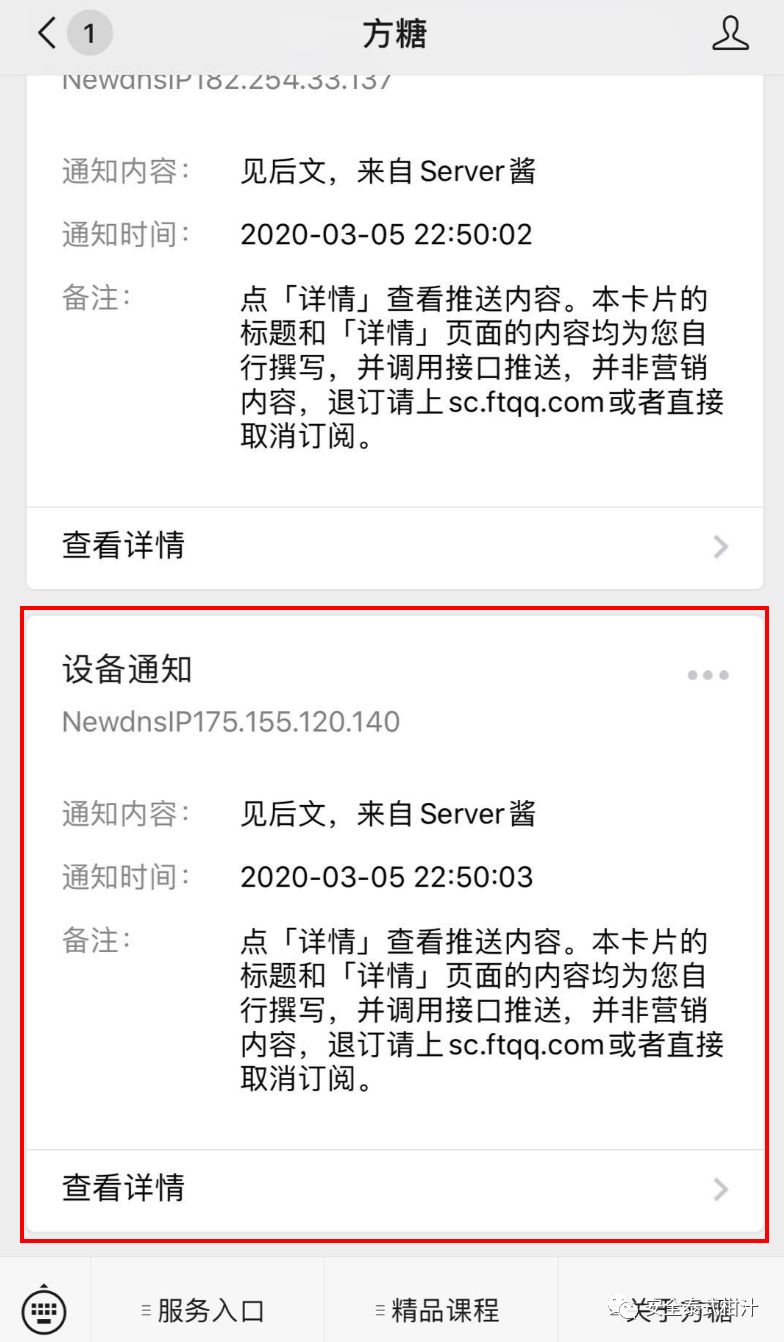 1
方糖
NewdnsIP182.254.33.137
通知内容： 见后文，来自Server酱
通知时间： 2020-03-05 22:50:02
备注： 点「详情」查看推送内容。本卡片的
标题和「详情」页面的内容均为您自
行撰写，并调用接口推送，并非营销
内容，退订请上sc.ftqq.com或者直接
取消订阅。
查看详情
设备通知
NewdnsIP175.155.120.140
通知内容： 见后文，来自Server酱
通知时间： 2020-03-05 22:50:03
备注： 点「详情」查看推送内容。本卡片的
标题和「详情」页面的内容均为您自
行撰写，并调用接口推送，并非营销
内容，退订请上sc.ftqq.com或者直接
取消订阅。
查看详情
服务入口
精品课程
关于方糖
安全泰式柑汁